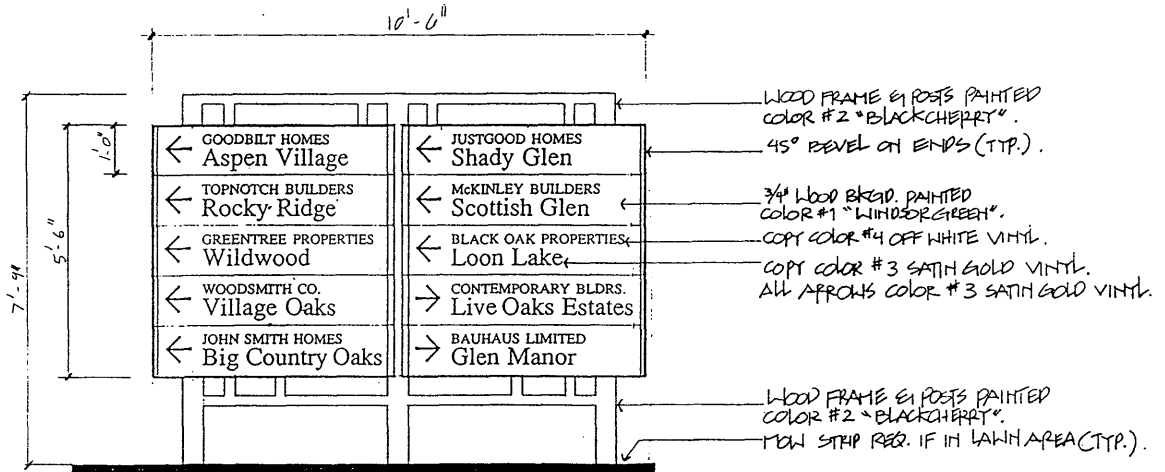 10'-6"
7'-9"
5'-6"
1'-0"
GOODBILT HOMES
Aspen Village
TOPNOTCH BUILDERS
Rocky Ridge
GREENTREE PROPERTIES
Wildwood
WOODSMITH CO.
Village Oaks
JOHN SMITH HOMES
Big Country Oaks
JUSTGOOD HOMES
Shady Glen
McKINLEY BUILDERS
Scottish Glen
BLACK OAK PROPERTIES
Loon Lake
CONTEMPORARY BLDRS.
Live Oaks Estates
BAUHAUS LIMITED
Glen Manor
WOOD FRAME & POSTS PAINTED
COLOR #2 "BLACKCHERRY".
45° BEVEL ON ENDS (TYP.).
3/4" WOOD BKGD. PAINTED
COLOR #1 "WINDSORGREEN".
COPY COLOR #4 OFF WHITE VINYL.
COPY COLOR #3 SATIN GOLD VINYL.
ALL ARROWS COLOR #3 SATIN GOLD VINYL.
WOOD FRAME & POSTS PAINTED
COLOR #2 "BLACKCHERRY".
MOW STRIP REQ. IF IN LAWN AREA (TYP.).